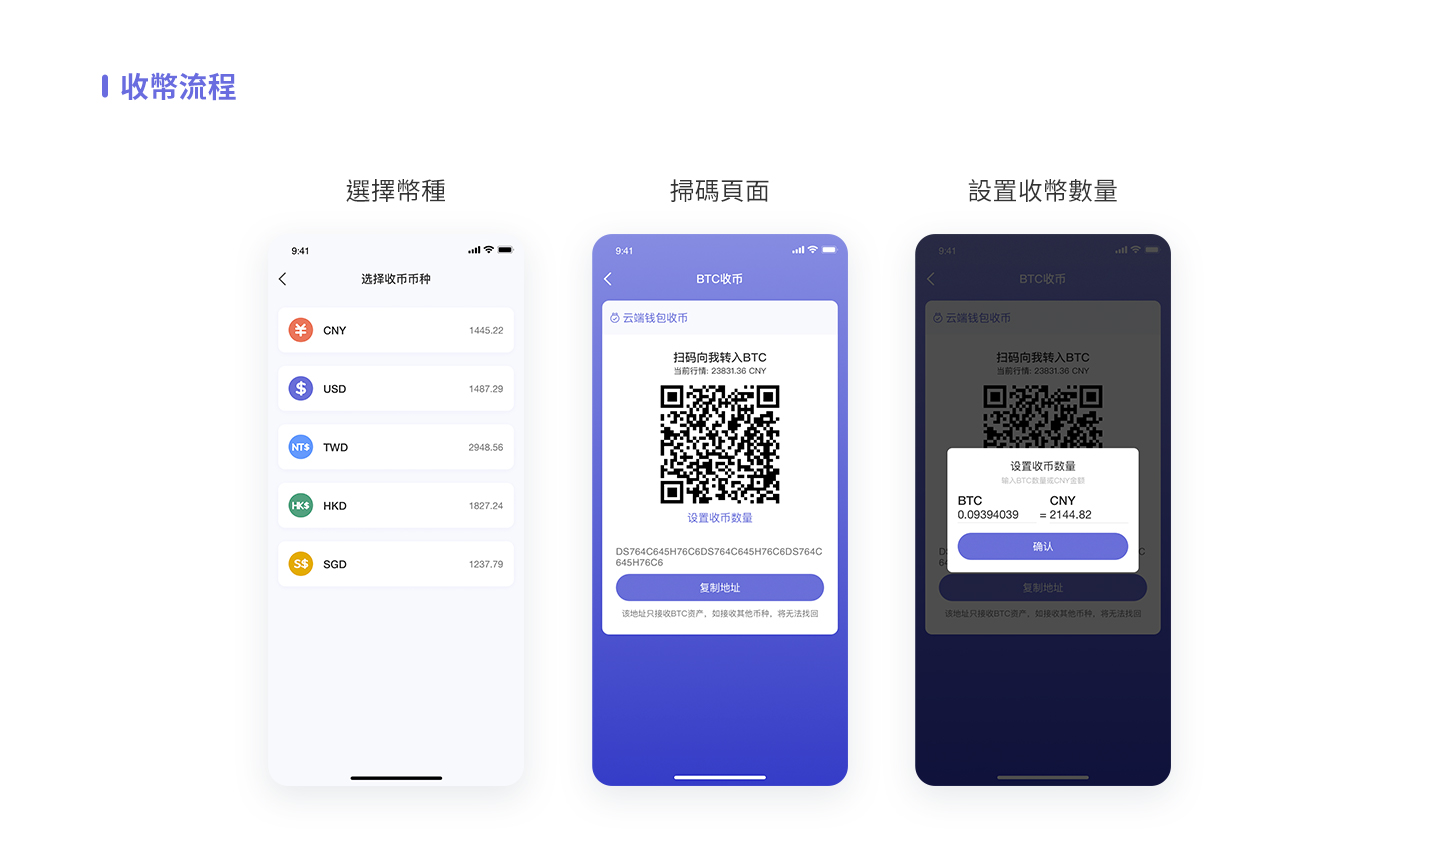 收幣流程
選擇幣種
掃碼頁面
設置收幣數量
9:41
选择收币币种
CNY 1445.22
USD 1487.29
NT$ TWD 2948.56
HK$ HKD 1827.24
S$ SGD 1237.79
9:41
BTC收币
云端钱包收币
扫码向我转入BTC
当前行情: 23831.36 CNY
设置收币数量
DS764C645H76C6DS764C645H76C6DS764C
645H76C6
复制地址
该地址只接收BTC资产，如接收其他币种，将无法找回
9:41
BTC收币
云端钱包收币
扫码向我转入BTC
当前行情: 23831.36 CNY
设置收币数量
输入BTC数量或CNY金额
BTC CNY
0.09394039 = 2144.82
确认
复制地址
该地址只接收BTC资产，如接收其他币种，将无法找回